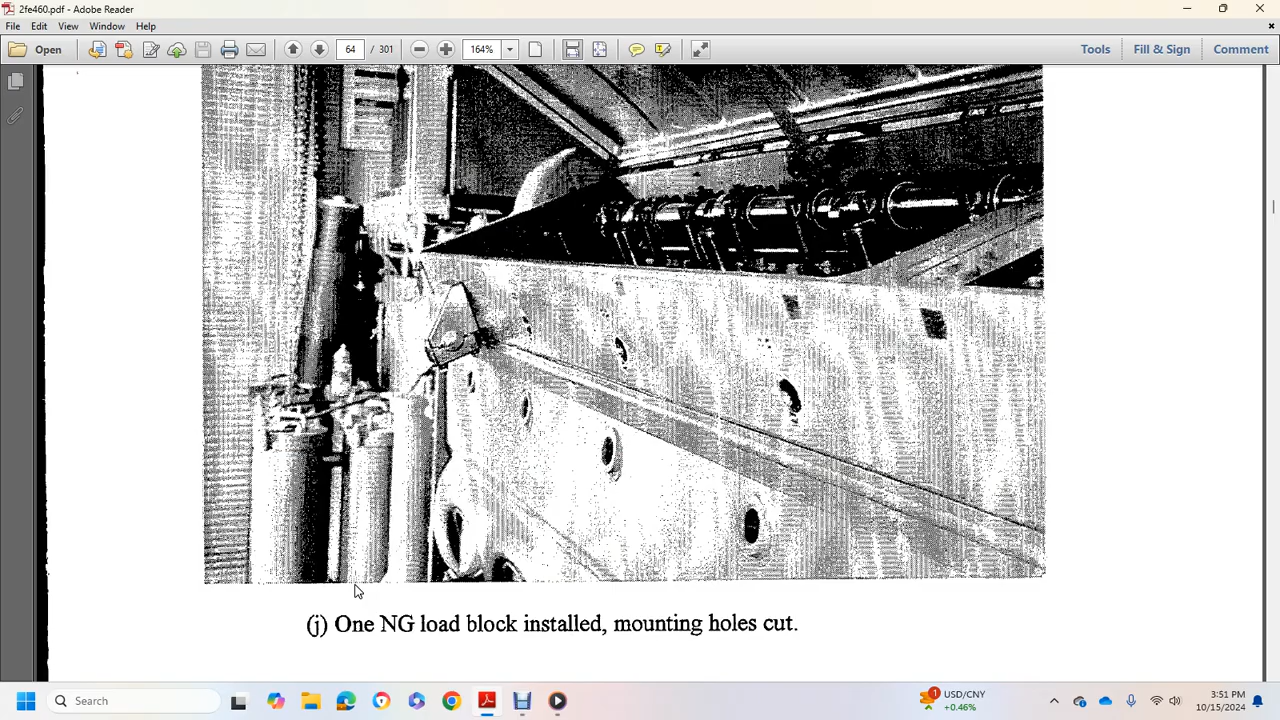 2fe460.pdf - Adobe Reader
File Edit View Window Help
Open 64 / 301 164% Tools Fill & Sign Comment
(j) One NG load block installed, mounting holes cut.
Search
1 USD/CNY
+0.46%
3:51 PM
10/15/2024